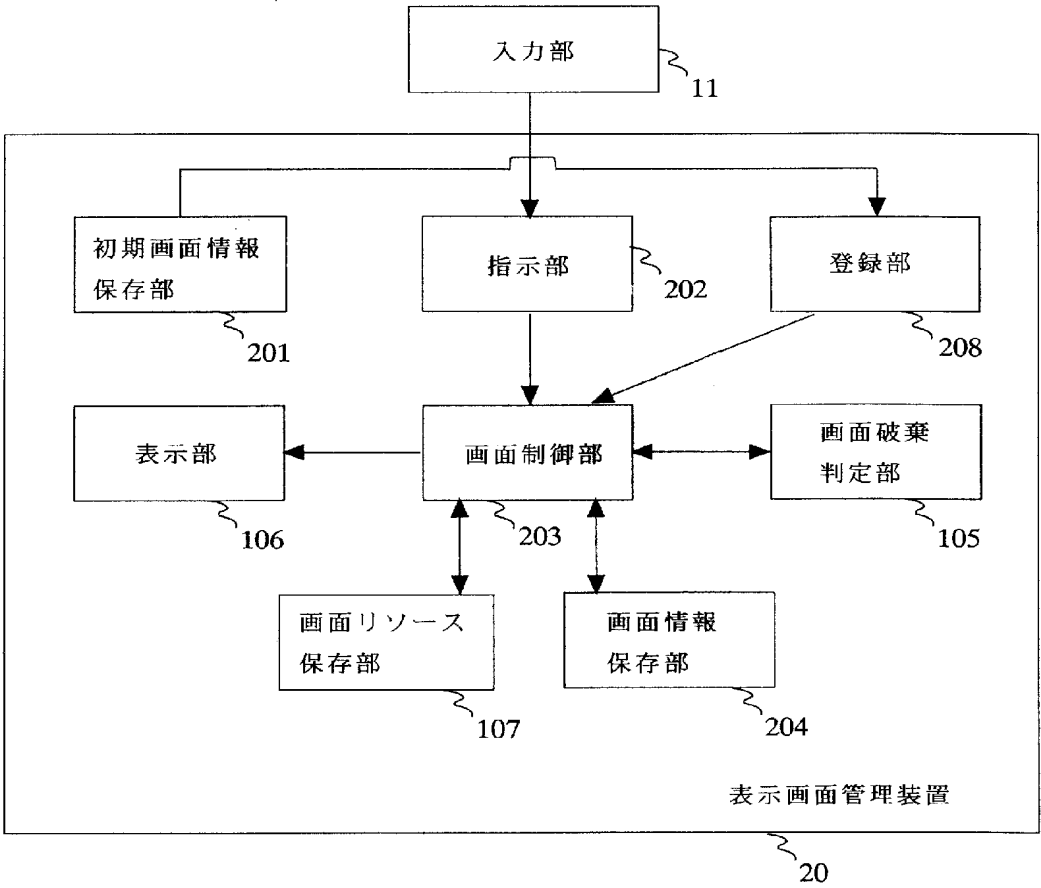 入力部
11
初期画面情報
保存部
201
指示部
202
登録部
208
表示部
106
画面制御部
203
画面破棄
判定部
105
画面リソース
保存部
107
画面情報
保存部
204
表示画面管理装置
20